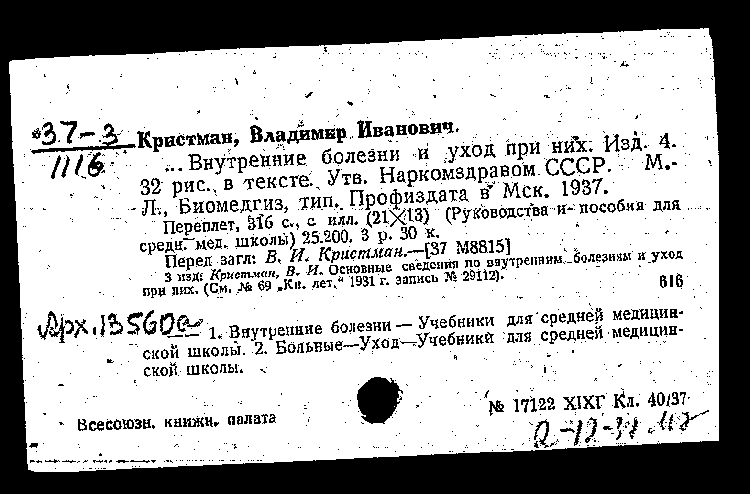 *37-3
1116
Кристман, Владимир Иванович.
... Внутренние болезни и уход при них. Изд. 4.
32 рис. в тексте. Утв. Наркомздравом СССР. М.-
Л., Биомедгиз, тип. Профиздата в Мск. 1937.
Переплет, 316 с., с илл. (21×13) (Руководства и пособия для
средн. мед. школы) 25.200. 3 р. 30 к.
Перед загл: В. И. Кристман.—[37 М8815]
3 изд: Кристман, В. И. Основные сведения по внутренним болезням и уход
при них. (См. № 69 „Кн. лет.“ 1931 г. запись № 29112).
616
Арх.13560а
1. Внутренние болезни — Учебники для средней медицин-
ской школы. 2. Больные—Уход—Учебники для средней медицин-
ской школы.
№ 17122 XIXГ Кл. 40/37
Всесоюзн. книжн. палата